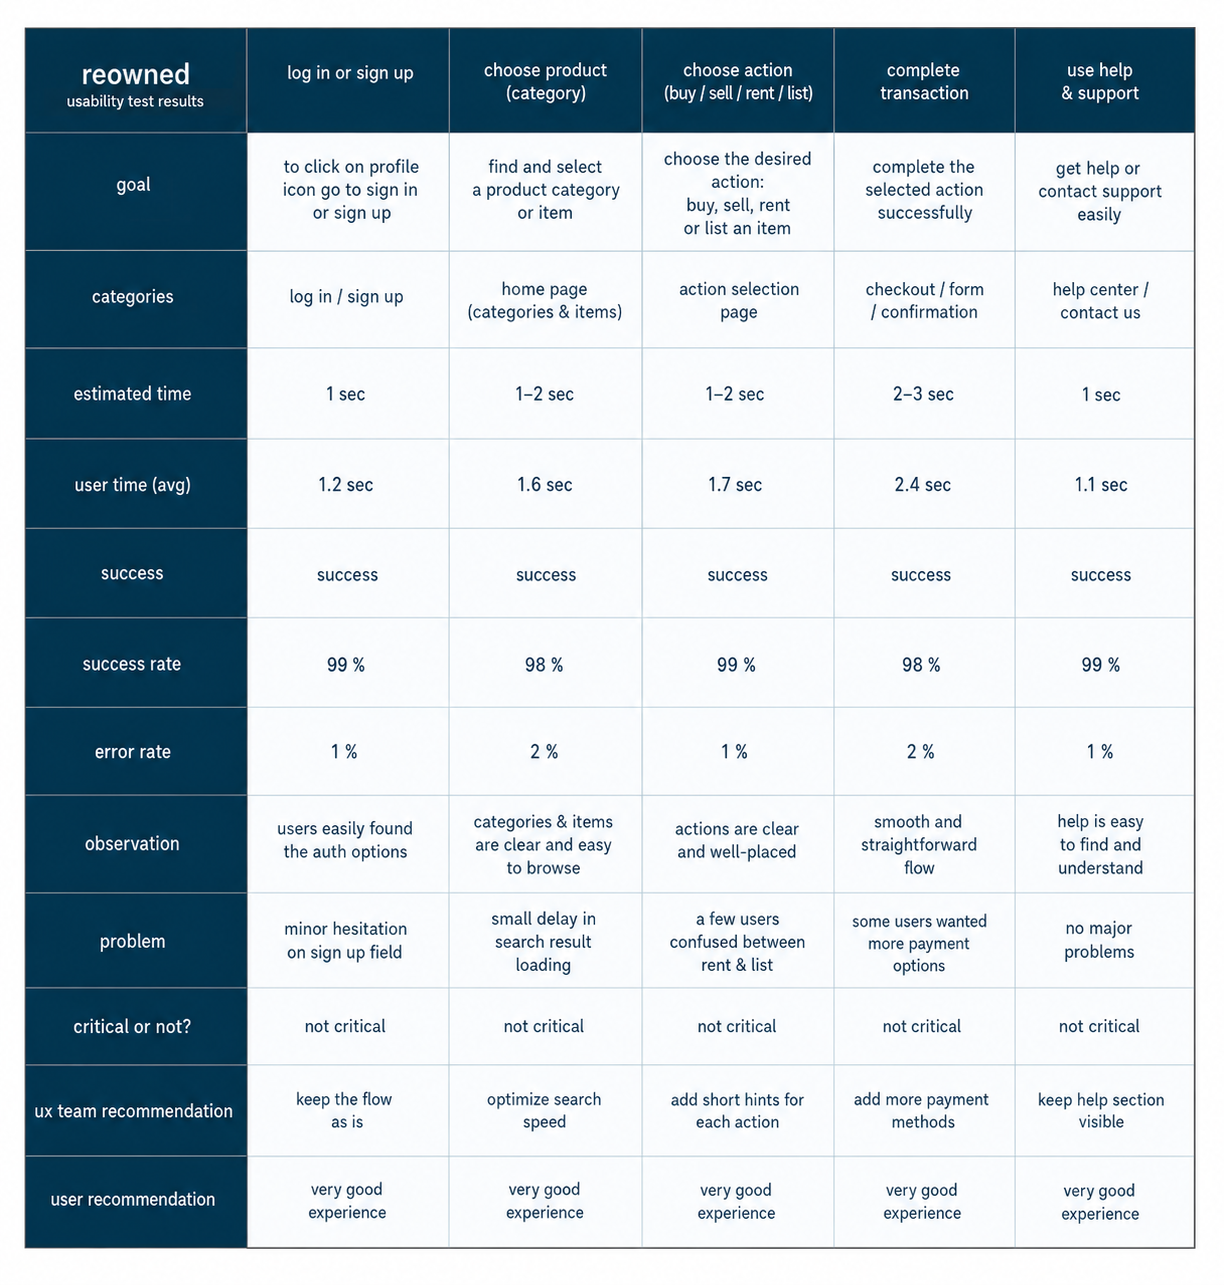 reowned
usability test results
log in or sign up
choose product
(category)
choose action
(buy / sell / rent / list)
complete
transaction
use help
& support
goal
to click on profile
icon go to sign in
or sign up
find and select
a product category
or item
choose the desired
action:
buy, sell, rent
or list an item
complete the
selected action
successfully
get help or
contact support
easily
categories
log in / sign up
home page
(categories & items)
action selection
page
checkout / form
/ confirmation
help center /
contact us
estimated time
1 sec
1–2 sec
1–2 sec
2–3 sec
1 sec
user time (avg)
1.2 sec
1.6 sec
1.7 sec
2.4 sec
1.1 sec
success
success
success
success
success
success
success rate
99 %
98 %
99 %
98 %
99 %
error rate
1 %
2 %
1 %
2 %
1 %
observation
users easily found
the auth options
categories & items
are clear and easy
to browse
actions are clear
and well-placed
smooth and
straightforward
flow
help is easy
to find and
understand
problem
minor hesitation
on sign up field
small delay in
search result
loading
a few users
confused between
rent & list
some users wanted
more payment
options
no major
problems
critical or not?
not critical
not critical
not critical
not critical
not critical
ux team recommendation
keep the flow
as is
optimize search
speed
add short hints for
each action
add more payment
methods
keep help section
visible
user recommendation
very good
experience
very good
experience
very good
experience
very good
experience
very good
experience